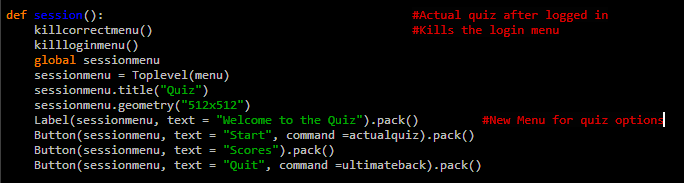 def session():                                          #Actual quiz after logged in
    killcorrectmenu()                                   #Kills the login menu
    killloginmenu()
    global sessionmenu
    sessionmenu = Toplevel(menu)
    sessionmenu.title("Quiz")
    sessionmenu.geometry("512x512")
    Label(sessionmenu, text = "Welcome to the Quiz").pack()        #New Menu for quiz options
    Button(sessionmenu, text = "Start", command =actualquiz).pack()
    Button(sessionmenu, text = "Scores").pack()
    Button(sessionmenu, text = "Quit", command =ultimateback).pack()